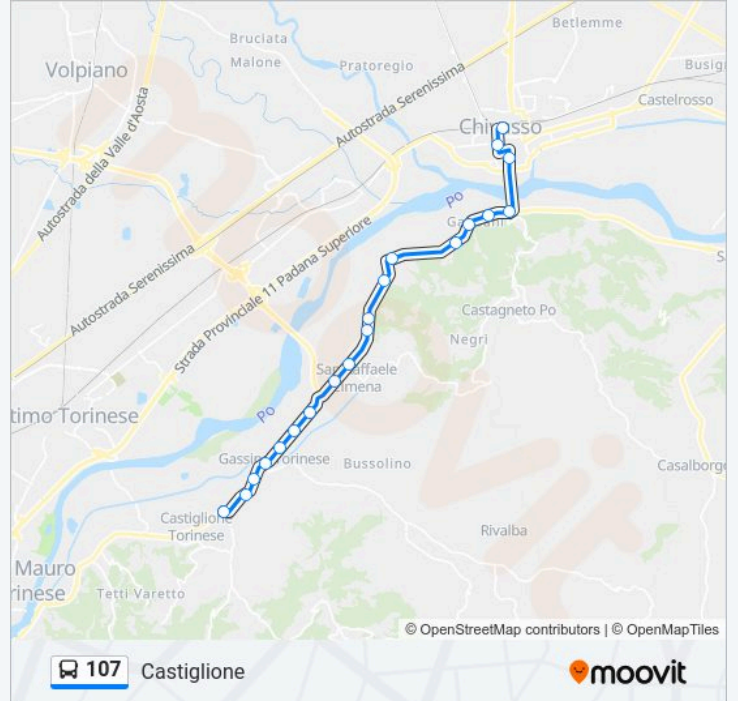 Betlemme
Bruciata
Malone
Volpiano
Pratoregio
Busig
Castelrosso
Autostrada Serenissima
Chivasso
Autostrada della Valle d'Aosta
Po
Strada Provinciale 11 Padana Superiore
Autostrada Serenissima
Castagneto Po
Negri
San Raffaele
Cimena
timo Torinese
Po
Gassino Torinese
Bussolino
Casalborg
Castiglione
Torinese
Rivalba
Mauro
rinese
Tetti Varetto
© OpenStreetMap contributors | © OpenMapTiles
107 Castiglione
moovit